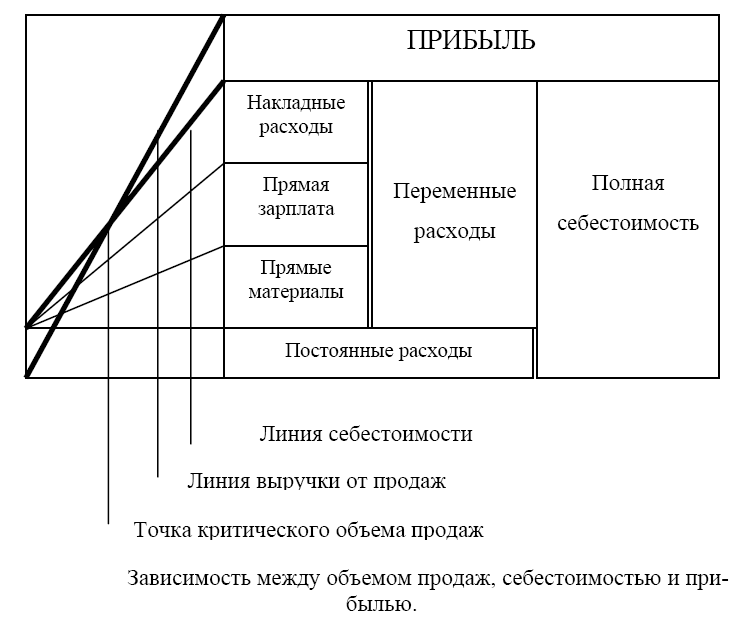 ПРИБЫЛЬ
Накладные
расходы
Прямая
зарплата
Прямые
материалы
Переменные
расходы
Полная
себестоимость
Постоянные расходы
Линия себестоимости
Линия выручки от продаж
Точка критического объема продаж
Зависимость между объемом продаж, себестоимостью и при-
былью.